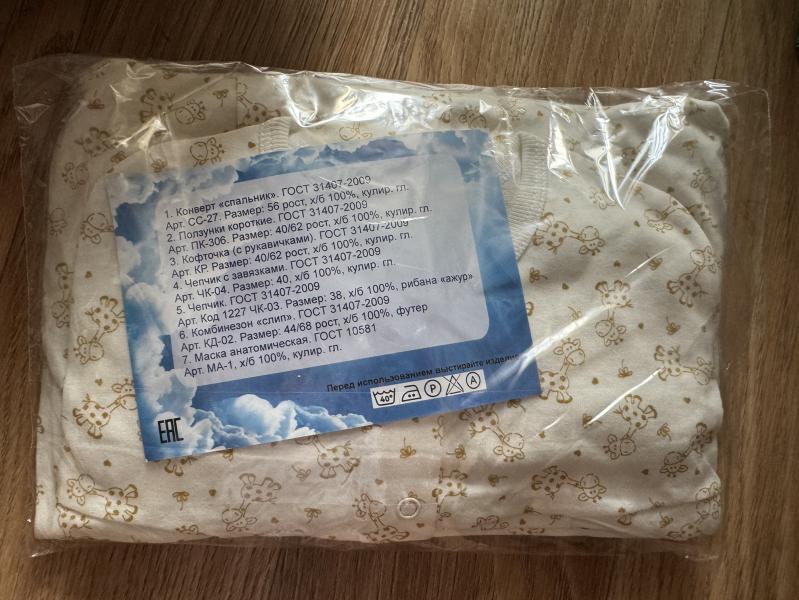 1. Конверт «спальник». ГОСТ 31407-2009
Арт. СС-27. Размер: 56 рост, х/б 100%, кулир. гл.
2. Ползунки короткие. ГОСТ 31407-2009
Арт. ПК-306. Размер: 40/62 рост, х/б 100%, кулир. гл.
3. Кофточка (с рукавичками). ГОСТ 31407-2009
Арт. КР. Размер: 40/62 рост, х/б 100%, кулир. гл.
4. Чепчик с завязками. ГОСТ 31407-2009
Арт. ЧК-04. Размер: 40, х/б 100%, кулир. гл.
5. Чепчик. ГОСТ 31407-2009
Арт. Код 1227 ЧК-03. Размер: 38, х/б 100%, рибана «ажур»
6. Комбинезон «слип». ГОСТ 31407-2009
Арт. КД-02. Размер: 44/68 рост, х/б 100%, футер
7. Маска анатомическая. ГОСТ 10581
Арт. МА-1, х/б 100%, кулир. гл.
Перед использованием выстирайте изделие
40° P A
EAC